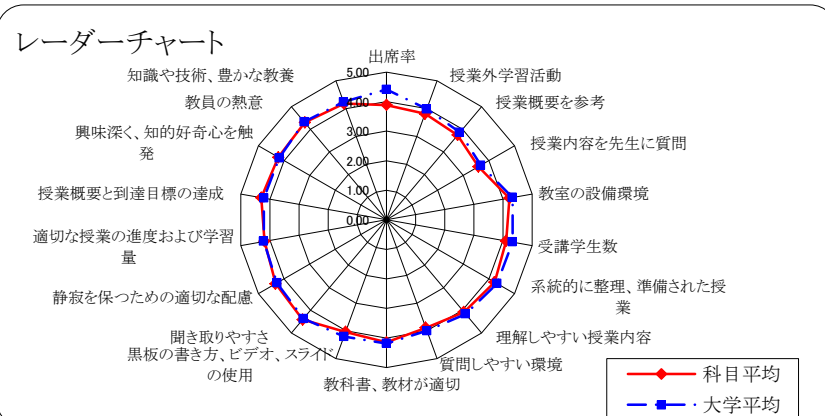 レーダーチャート
出席率
授業外学習活動
授業概要を参考
授業内容を先生に質問
教室の設備環境
受講学生数
系統的に整理、準備された授
業
理解しやすい授業内容
質問しやすい環境
教科書、教材が適切
黒板の書き方、ビデオ、スライド
の使用
聞き取りやすさ
静寂を保つための適切な配慮
適切な授業の進度および学習
量
授業概要と到達目標の達成
興味深く、知的好奇心を触
発
教員の熱意
知識や技術、豊かな教養
5.00
4.00
3.00
2.00
1.00
0.00
科目平均
大学平均